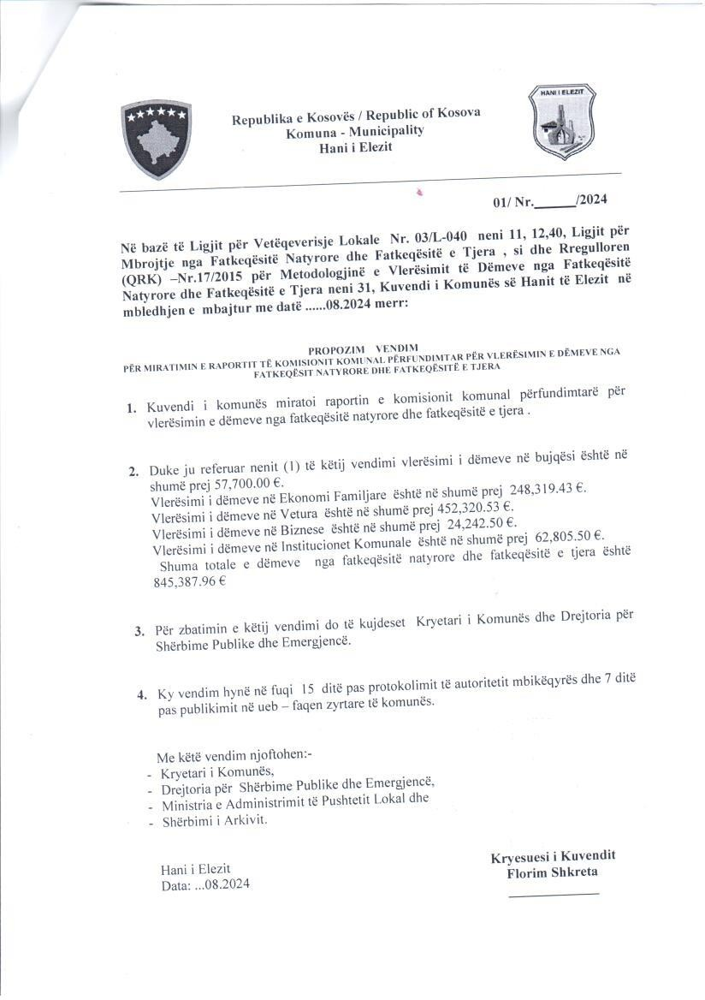 HANI I ELEZIT
Republika e Kosovës / Republic of Kosova
Komuna - Municipality
Hani i Elezit
01/ Nr.______/2024
Në bazë të Ligjit për Vetëqeverisje Lokale Nr. 03/L-040 neni 11, 12,40, Ligjit për
Mbrojtje nga Fatkeqësitë Natyrore dhe Fatkeqësitë e Tjera , si dhe Rregulloren
(QRK) –Nr.17/2015 për Metodologjinë e Vlerësimit të Dëmeve nga Fatkeqësitë
Natyrore dhe Fatkeqësitë e Tjera neni 31, Kuvendi i Komunës së Hanit të Elezit në
mbledhjen e mbajtur me datë ......08.2024 merr:
PROPOZIM VENDIM
PËR MIRATIMIN E RAPORTIT TË KOMISIONIT KOMUNAL PËRFUNDIMTAR PËR VLERËSIMIN E DËMEVE NGA
FATKEQËSIT NATYRORE DHE FATKEQËSITË E TJERA
1. Kuvendi i komunës miratoi raportin e komisionit komunal përfundimtarë për
vlerësimin e dëmeve nga fatkeqësitë natyrore dhe fatkeqësitë e tjera .
2. Duke ju referuar nenit (1) të këtij vendimi vlerësimi i dëmeve në bujqësi është në
shumë prej 57,700.00 €.
Vlerësimi i dëmeve në Ekonomi Familjare është në shumë prej 248,319.43 €.
Vlerësimi i dëmeve në Vetura është në shumë prej 452,320.53 €.
Vlerësimi i dëmeve në Biznese është në shumë prej 24,242.50 €.
Vlerësimi i dëmeve në Institucionet Komunale është në shumë prej 62,805.50 €.
Shuma totale e dëmeve nga fatkeqësitë natyrore dhe fatkeqësitë e tjera është
845,387.96 €
3. Për zbatimin e këtij vendimi do të kujdeset Kryetari i Komunës dhe Drejtoria për
Shërbime Publike dhe Emergjencë.
4. Ky vendim hynë në fuqi 15 ditë pas protokolimit të autoritetit mbikëqyrës dhe 7 ditë
pas publikimit në ueb – faqen zyrtare të komunës.
Me këtë vendim njoftohen:-
- Kryetari i Komunës,
- Drejtoria për Shërbime Publike dhe Emergjencë,
- Ministria e Administrimit të Pushtetit Lokal dhe
- Shërbimi i Arkivit.
Hani i Elezit
Data: ...08.2024
Kryesuesi i Kuvendit
Florim Shkreta